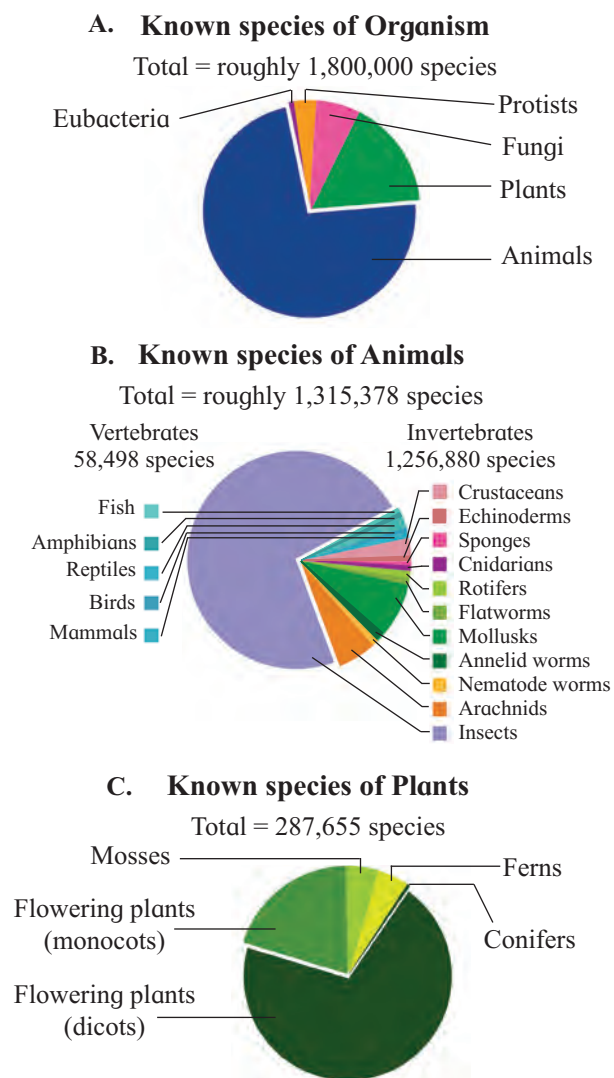 A. Known species of Organism
Total = roughly 1,800,000 species
Eubacteria
Protists
Fungi
Plants
Animals
B. Known species of Animals
Total = roughly 1,315,378 species
Vertebrates
58,498 species
Invertebrates
1,256,880 species
Fish
Amphibians
Reptiles
Birds
Mammals
Crustaceans
Echinoderms
Sponges
Cnidarians
Rotifers
Flatworms
Mollusks
Annelid worms
Nematode worms
Arachnids
Insects
C. Known species of Plants
Total = 287,655 species
Mosses
Ferns
Flowering plants
(monocots)
Conifers
Flowering plants
(dicots)